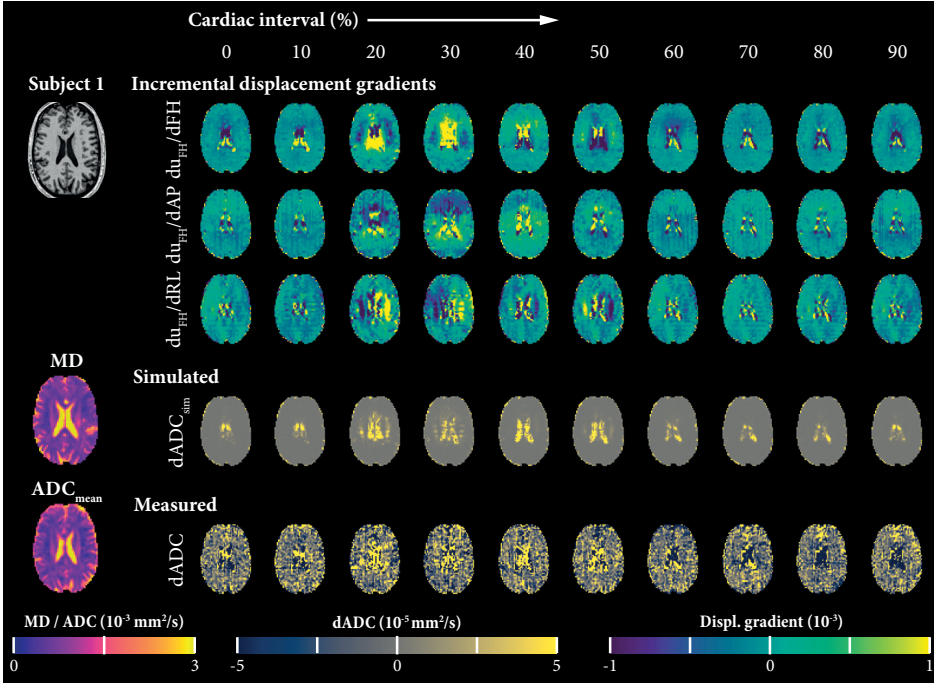 Cardiac interval (%)
0 10 20 30 40 50 60 70 80 90
Subject 1 Incremental displacement gradients
du_FH/dFH
du_FH/dAP
du_FH/dRL
MD Simulated
dADC_sim
ADC_mean Measured
dADC
MD / ADC (10⁻³ mm²/s) dADC (10⁻⁵ mm²/s) Displ. gradient (10⁻³)
0 3 -5 0 5 -1 0 1